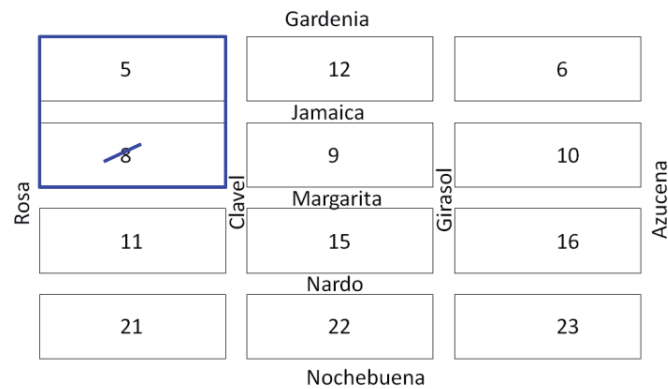 Gardenia
5 12 6
Jamaica
8 9 10
Rosa
Clavel
Margarita
Girasol
Azucena
11 15 16
Nardo
21 22 23
Nochebuena